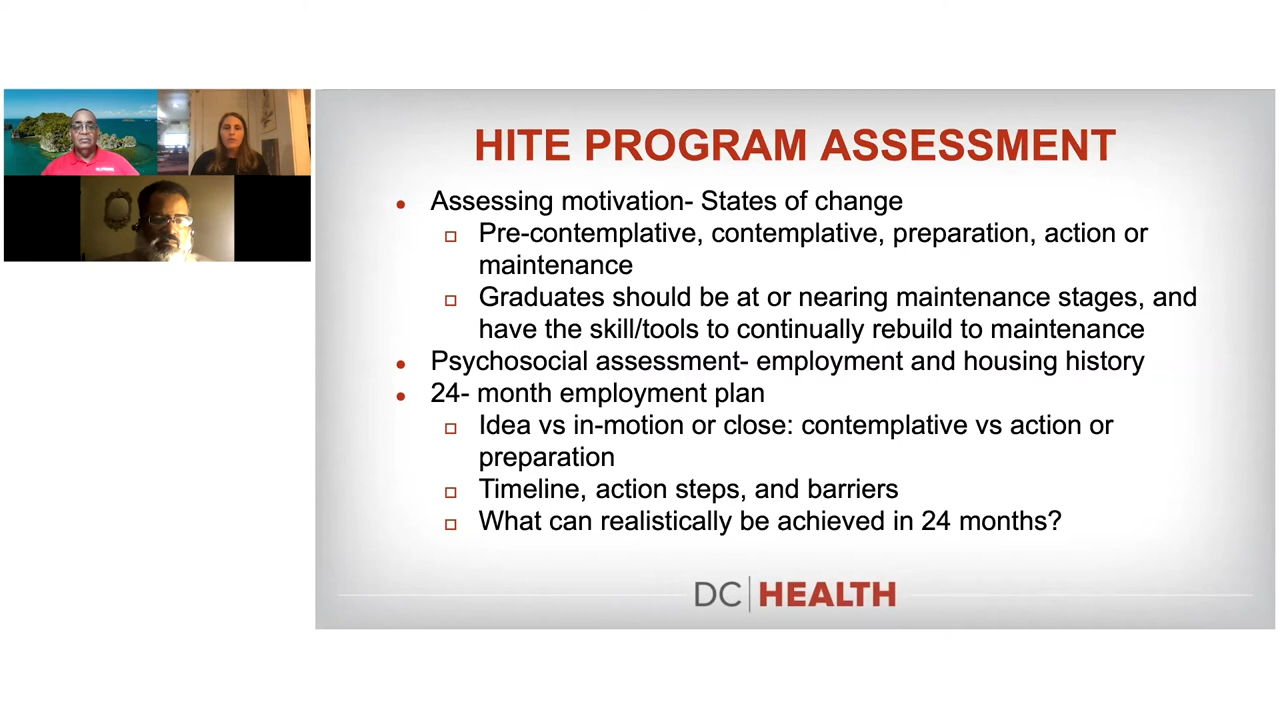 HITE PROGRAM ASSESSMENT
Assessing motivation- States of change
Pre-contemplative, contemplative, preparation, action or
maintenance
Graduates should be at or nearing maintenance stages, and
have the skill/tools to continually rebuild to maintenance
Psychosocial assessment- employment and housing history
24- month employment plan
Idea vs in-motion or close: contemplative vs action or
preparation
Timeline, action steps, and barriers
What can realistically be achieved in 24 months?
DC HEALTH